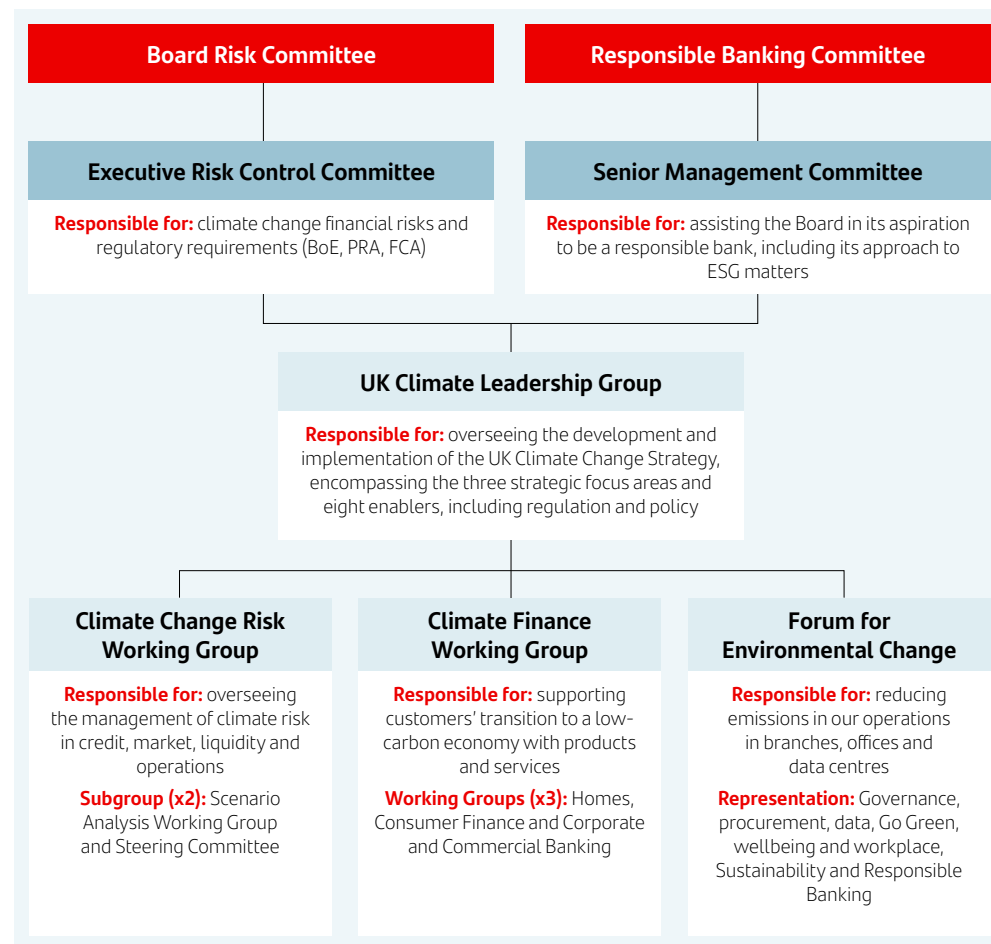 Board Risk Committee
Responsible Banking Committee
Executive Risk Control Committee
Responsible for: climate change financial risks and
regulatory requirements (BoE, PRA, FCA)
Senior Management Committee
Responsible for: assisting the Board in its aspiration
to be a responsible bank, including its approach to
ESG matters
UK Climate Leadership Group
Responsible for: overseeing the development and
implementation of the UK Climate Change Strategy,
encompassing the three strategic focus areas and
eight enablers, including regulation and policy
Climate Change Risk
Working Group
Responsible for: overseeing
the management of climate risk
in credit, market, liquidity and
operations
Subgroup (x2): Scenario
Analysis Working Group
and Steering Committee
Climate Finance
Working Group
Responsible for: supporting
customers’ transition to a low-
carbon economy with products
and services
Working Groups (x3): Homes,
Consumer Finance and Corporate
and Commercial Banking
Forum for
Environmental Change
Responsible for: reducing
emissions in our operations
in branches, offices and
data centres
Representation: Governance,
procurement, data, Go Green,
wellbeing and workplace,
Sustainability and Responsible
Banking